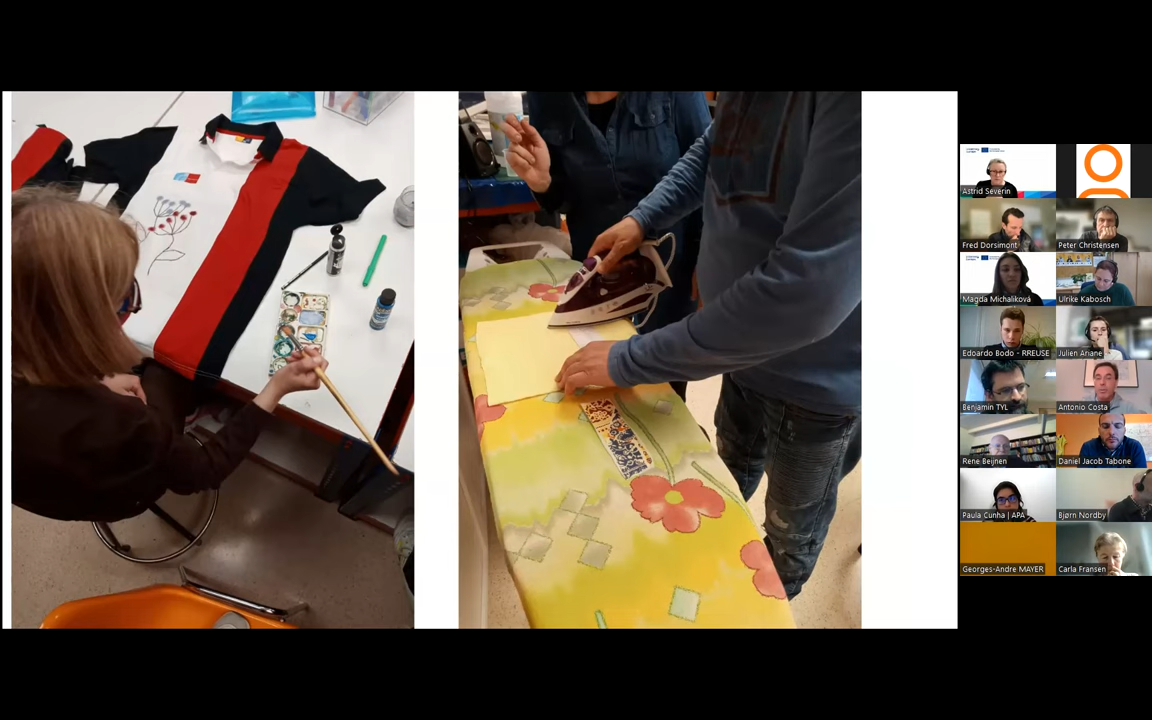 Astrid Severin
Fred Dorsimont
Peter Christensen
Magda Michaliková
Ulrike Kabosch
Edoardo Bodo - RREUSE
Julien Ariane
Benjamin TYL
Antonio Costa
Rene Beijnen
Daniel Jacob Tabone
Paula Cunha | APA
Bjørn Nordby
Georges-Andre MAYER
Carla Fransen